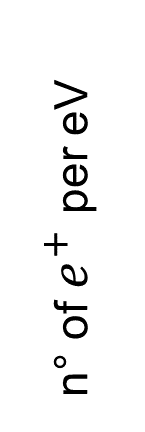 n° of e⁺ per eV